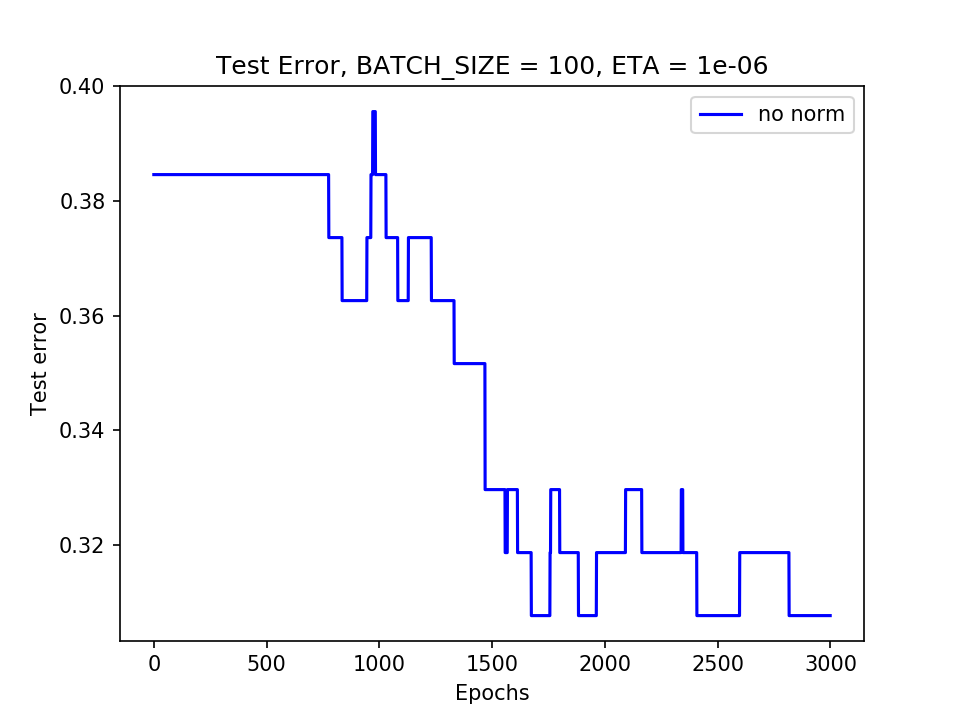 Test Error, BATCH_SIZE = 100, ETA = 1e-06
no norm
Test error
0.40
0.38
0.36
0.34
0.32
0 500 1000 1500 2000 2500 3000
Epochs